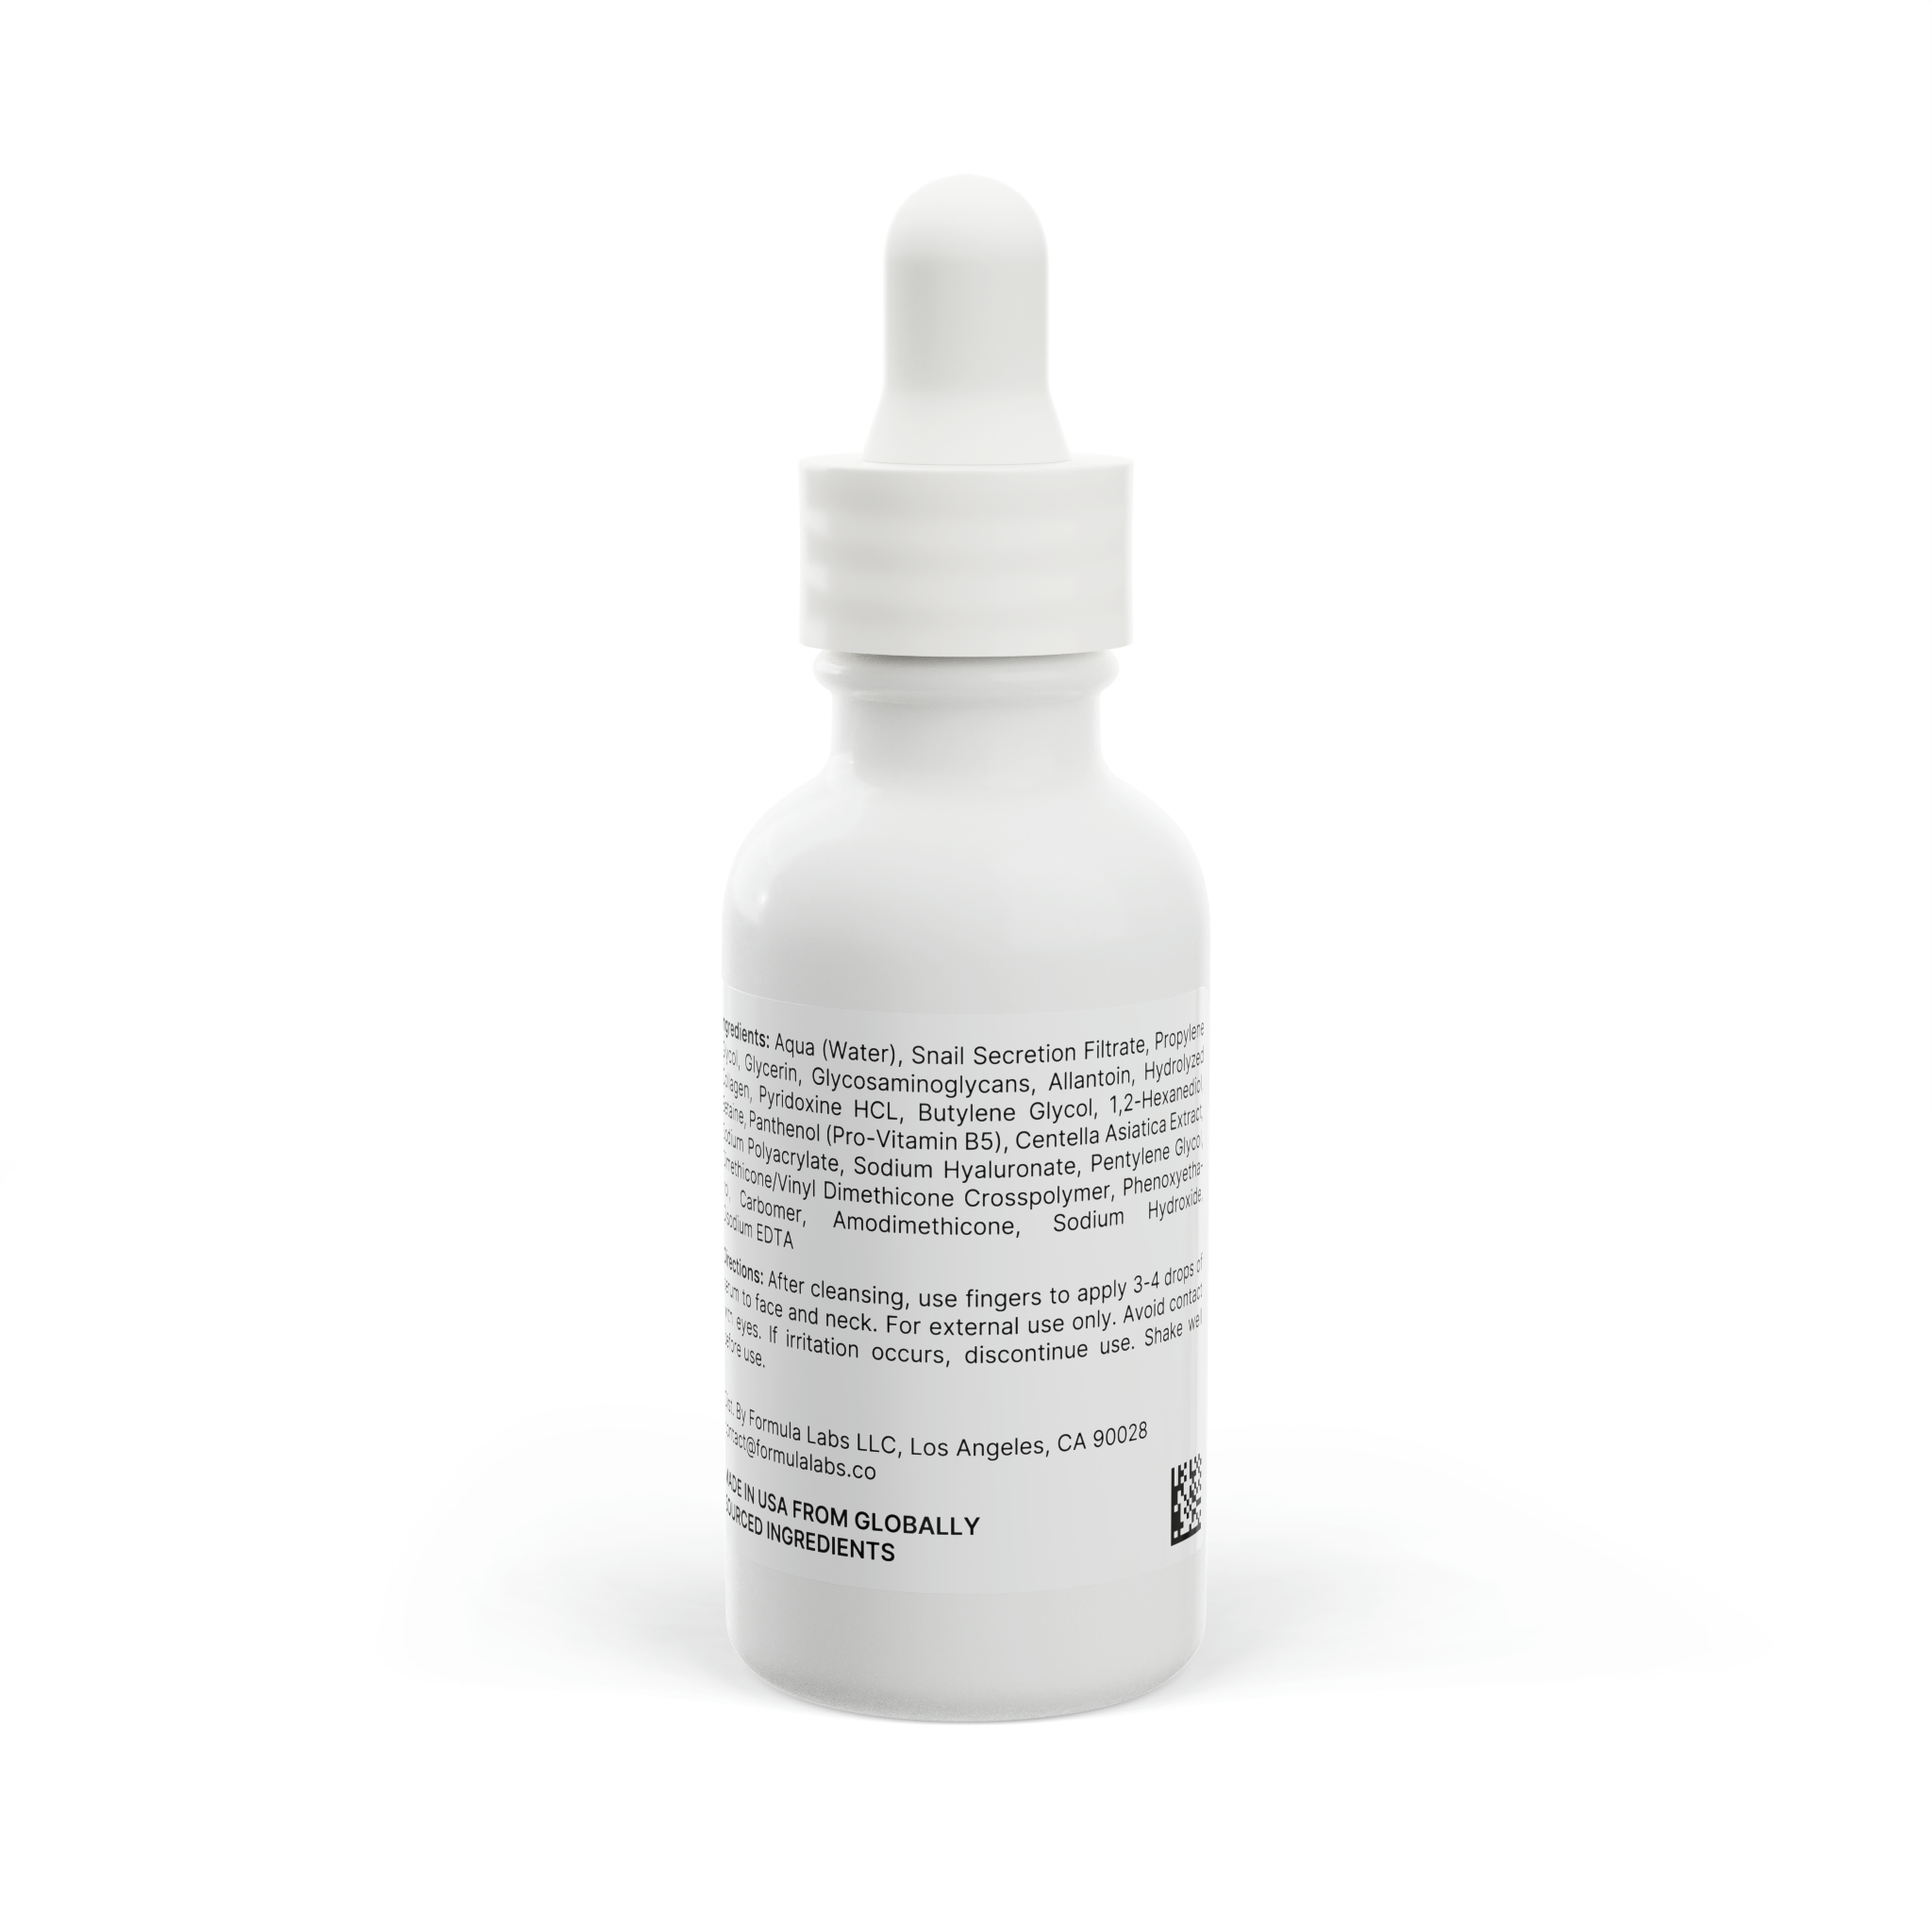 Ingredients: Aqua (Water), Snail Secretion Filtrate, Propylene
Glycol, Glycerin, Glycosaminoglycans, Allantoin, Hydrolyzed
Collagen, Pyridoxine HCL, Butylene Glycol, 1,2-Hexanediol
Betaine, Panthenol (Pro-Vitamin B5), Centella Asiatica Extract,
Sodium Polyacrylate, Sodium Hyaluronate, Pentylene Glycol,
Dimethicone/Vinyl Dimethicone Crosspolymer, Phenoxyetha-
Carbomer, Amodimethicone, Sodium Hydroxide,
Disodium EDTA
Directions: After cleansing, use fingers to apply 3-4 drops of
serum to face and neck. For external use only. Avoid contact
with eyes. If irritation occurs, discontinue use. Shake well
before use.
Dist. By Formula Labs LLC, Los Angeles, CA 90028
contact@formulalabs.co
MADE IN USA FROM GLOBALLY
SOURCED INGREDIENTS